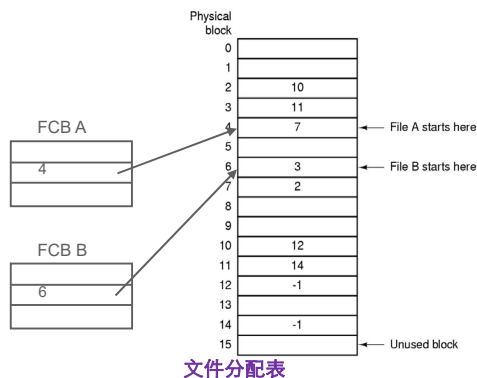 Physical
block
0
1
2 10
3 11
4 7 File A starts here
5
6 3 File B starts here
7 2
8
9
10 12
11 14
12 -1
13
14 -1
15 Unused block
FCB A
4
FCB B
6
文件分配表